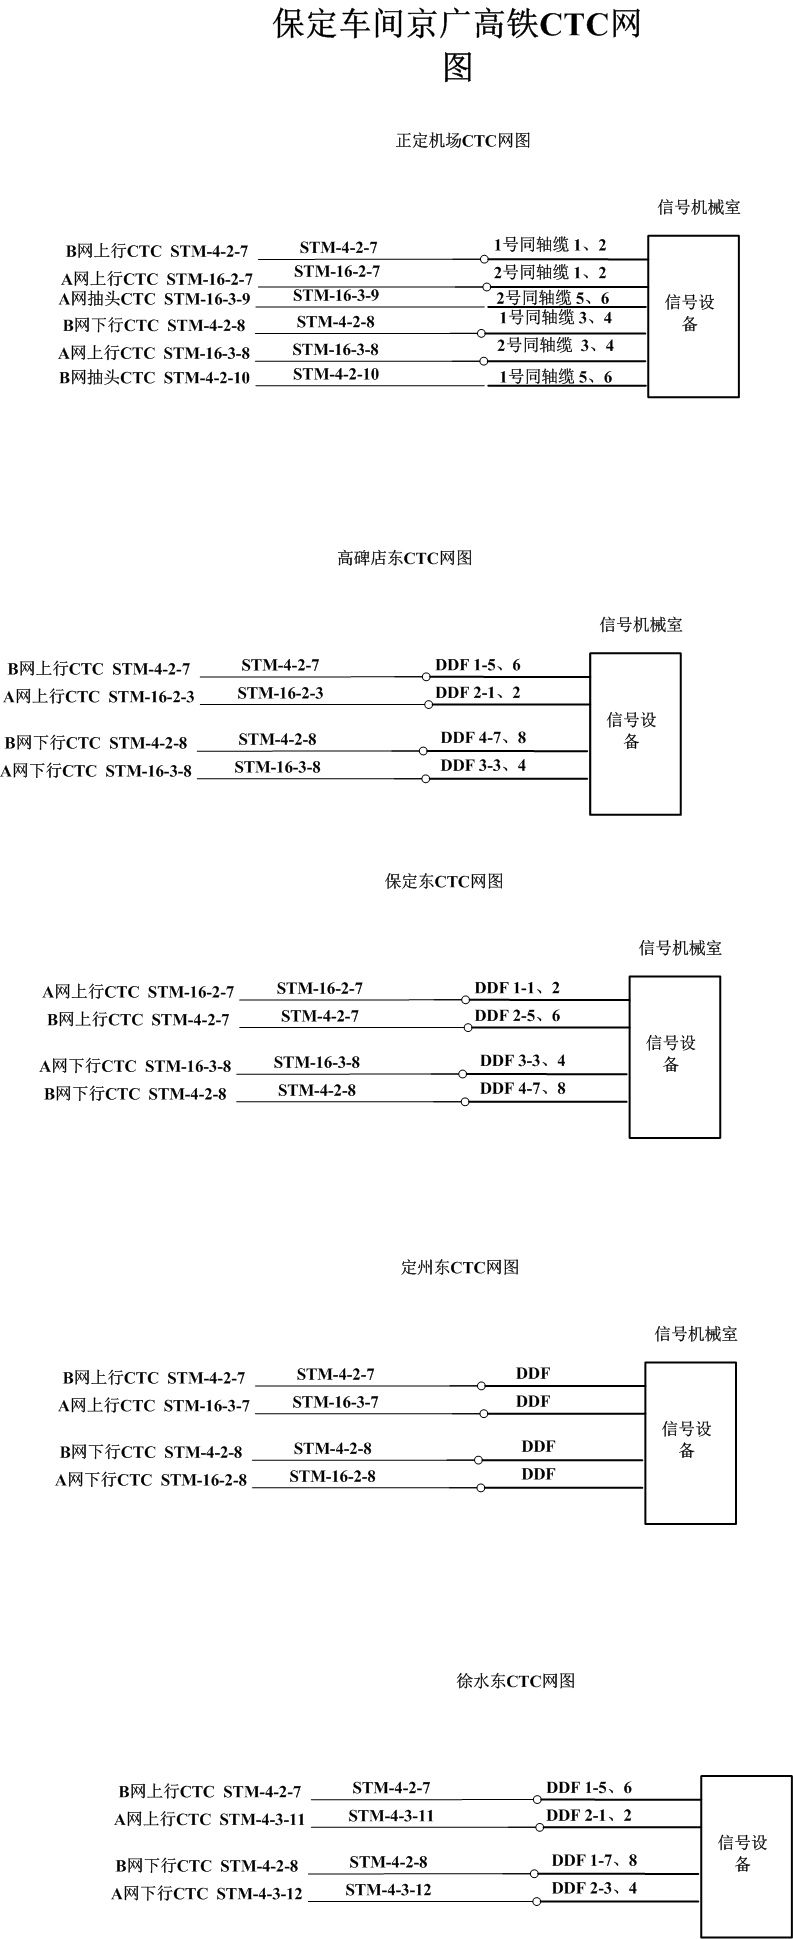 保定车间京广高铁CTC网
图
正定机场CTC网图
信号机械室
B网上行CTC STM-4-2-7 STM-4-2-7 1号同轴缆 1、2
A网上行CTC STM-16-2-7 STM-16-2-7 2号同轴缆 1、2
A网抽头CTC STM-16-3-9 STM-16-3-9 2号同轴缆 5、6
B网下行CTC STM-4-2-8 STM-4-2-8 1号同轴缆 3、4
A网上行CTC STM-16-3-8 STM-16-3-8 2号同轴缆 3、4
B网抽头CTC STM-4-2-10 STM-4-2-10 1号同轴缆 5、6
信号设
备
高碑店东CTC网图
信号机械室
B网上行CTC STM-4-2-7 STM-4-2-7 DDF 1-5、6
A网上行CTC STM-16-2-3 STM-16-2-3 DDF 2-1、2
B网下行CTC STM-4-2-8 STM-4-2-8 DDF 4-7、8
A网下行CTC STM-16-3-8 STM-16-3-8 DDF 3-3、4
信号设
备
保定东CTC网图
信号机械室
A网上行CTC STM-16-2-7 STM-16-2-7 DDF 1-1、2
B网上行CTC STM-4-2-7 STM-4-2-7 DDF 2-5、6
A网下行CTC STM-16-3-8 STM-16-3-8 DDF 3-3、4
B网下行CTC STM-4-2-8 STM-4-2-8 DDF 4-7、8
信号设
备
定州东CTC网图
信号机械室
B网上行CTC STM-4-2-7 STM-4-2-7 DDF
A网上行CTC STM-16-3-7 STM-16-3-7 DDF
B网下行CTC STM-4-2-8 STM-4-2-8 DDF
A网下行CTC STM-16-2-8 STM-16-2-8 DDF
信号设
备
徐水东CTC网图
B网上行CTC STM-4-2-7 STM-4-2-7 DDF 1-5、6
A网上行CTC STM-4-3-11 STM-4-3-11 DDF 2-1、2
B网下行CTC STM-4-2-8 STM-4-2-8 DDF 1-7、8
A网下行CTC STM-4-3-12 STM-4-3-12 DDF 2-3、4
信号设
备